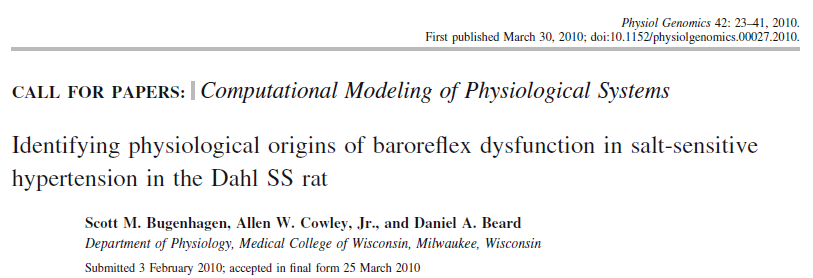 Physiol Genomics 42: 23–41, 2010.
First published March 30, 2010; doi:10.1152/physiolgenomics.00027.2010.
CALL FOR PAPERS: Computational Modeling of Physiological Systems
Identifying physiological origins of baroreflex dysfunction in salt-sensitive
hypertension in the Dahl SS rat
Scott M. Bugenhagen, Allen W. Cowley, Jr., and Daniel A. Beard
Department of Physiology, Medical College of Wisconsin, Milwaukee, Wisconsin
Submitted 3 February 2010; accepted in final form 25 March 2010